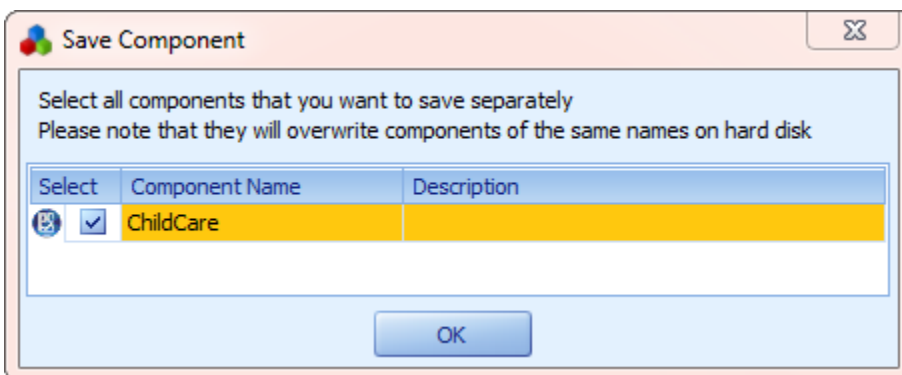 Save Component
Select all components that you want to save separately
Please note that they will overwrite components of the same names on hard disk
Select Component Name Description
ChildCare
OK